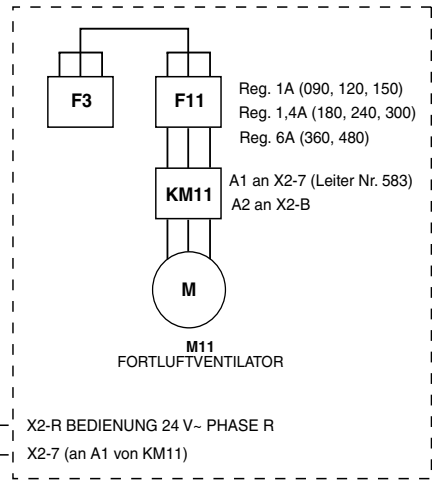 F3
F11
Reg. 1A (090, 120, 150)
Reg. 1,4A (180, 240, 300)
Reg. 6A (360, 480)
KM11
A1 an X2-7 (Leiter Nr. 583)
A2 an X2-B
M
M11
FORTLUFTVENTILATOR
X2-R BEDIENUNG 24 V~ PHASE R
X2-7 (an A1 von KM11)